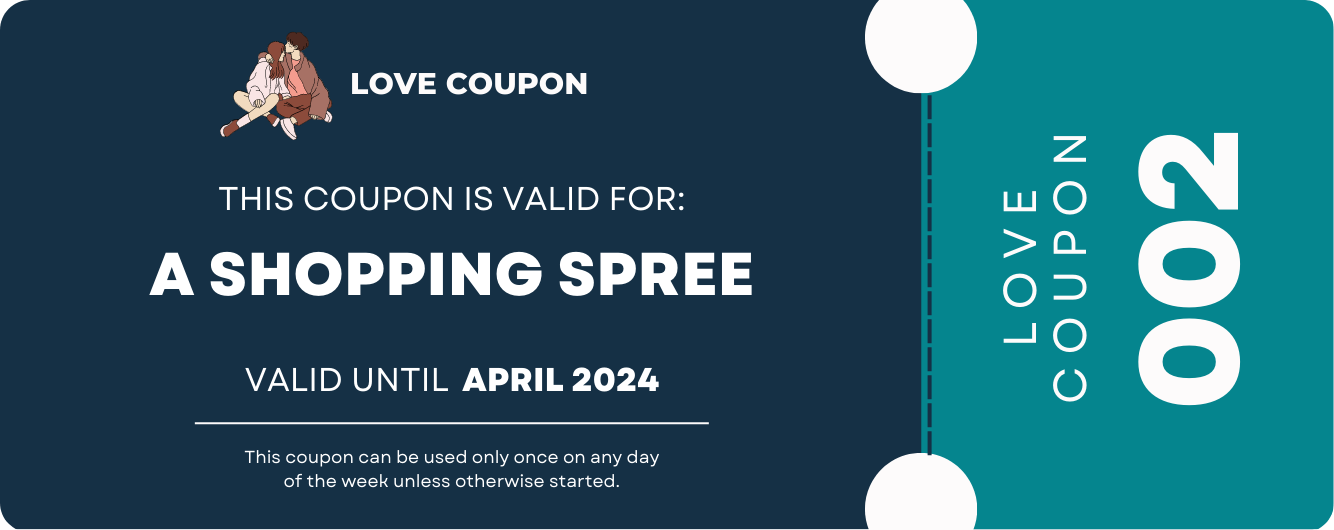 LOVE COUPON
THIS COUPON IS VALID FOR:
A SHOPPING SPREE
VALID UNTIL APRIL 2024
This coupon can be used only once on any day
of the week unless otherwise started.
LOVE
COUPON
002